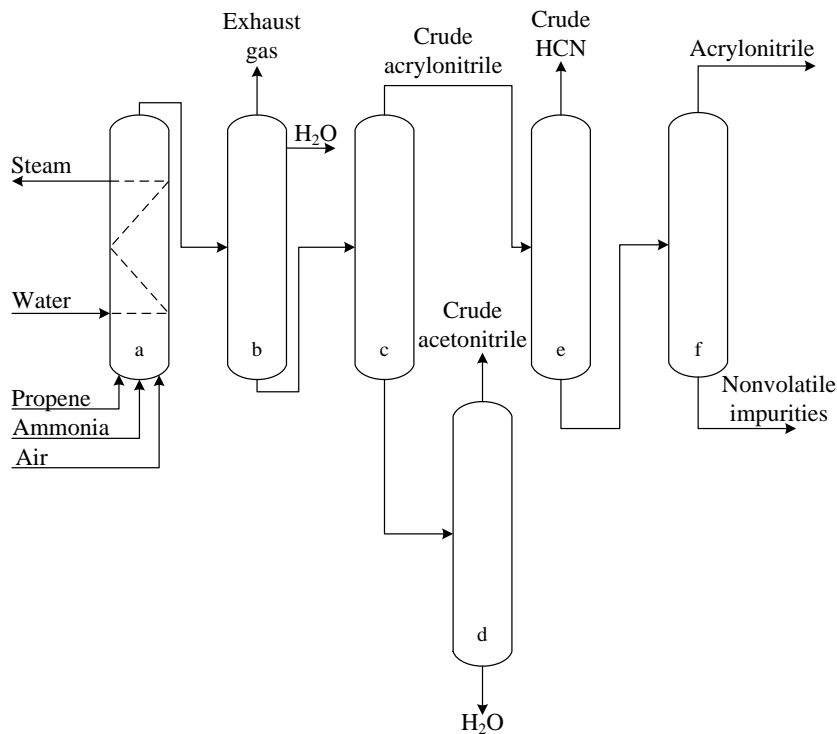 Exhaust
gas
Crude
acrylonitrile
Crude
HCN
Acrylonitrile
H₂O
Steam
Water
Crude
acetonitrile
a
b
c
e
f
Propene
Ammonia
Air
Nonvolatile
impurities
d
H₂O